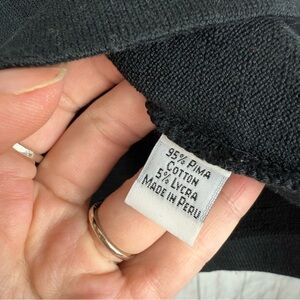 95% PIMA
COTTON
5% LYCRA
MADE IN PERU